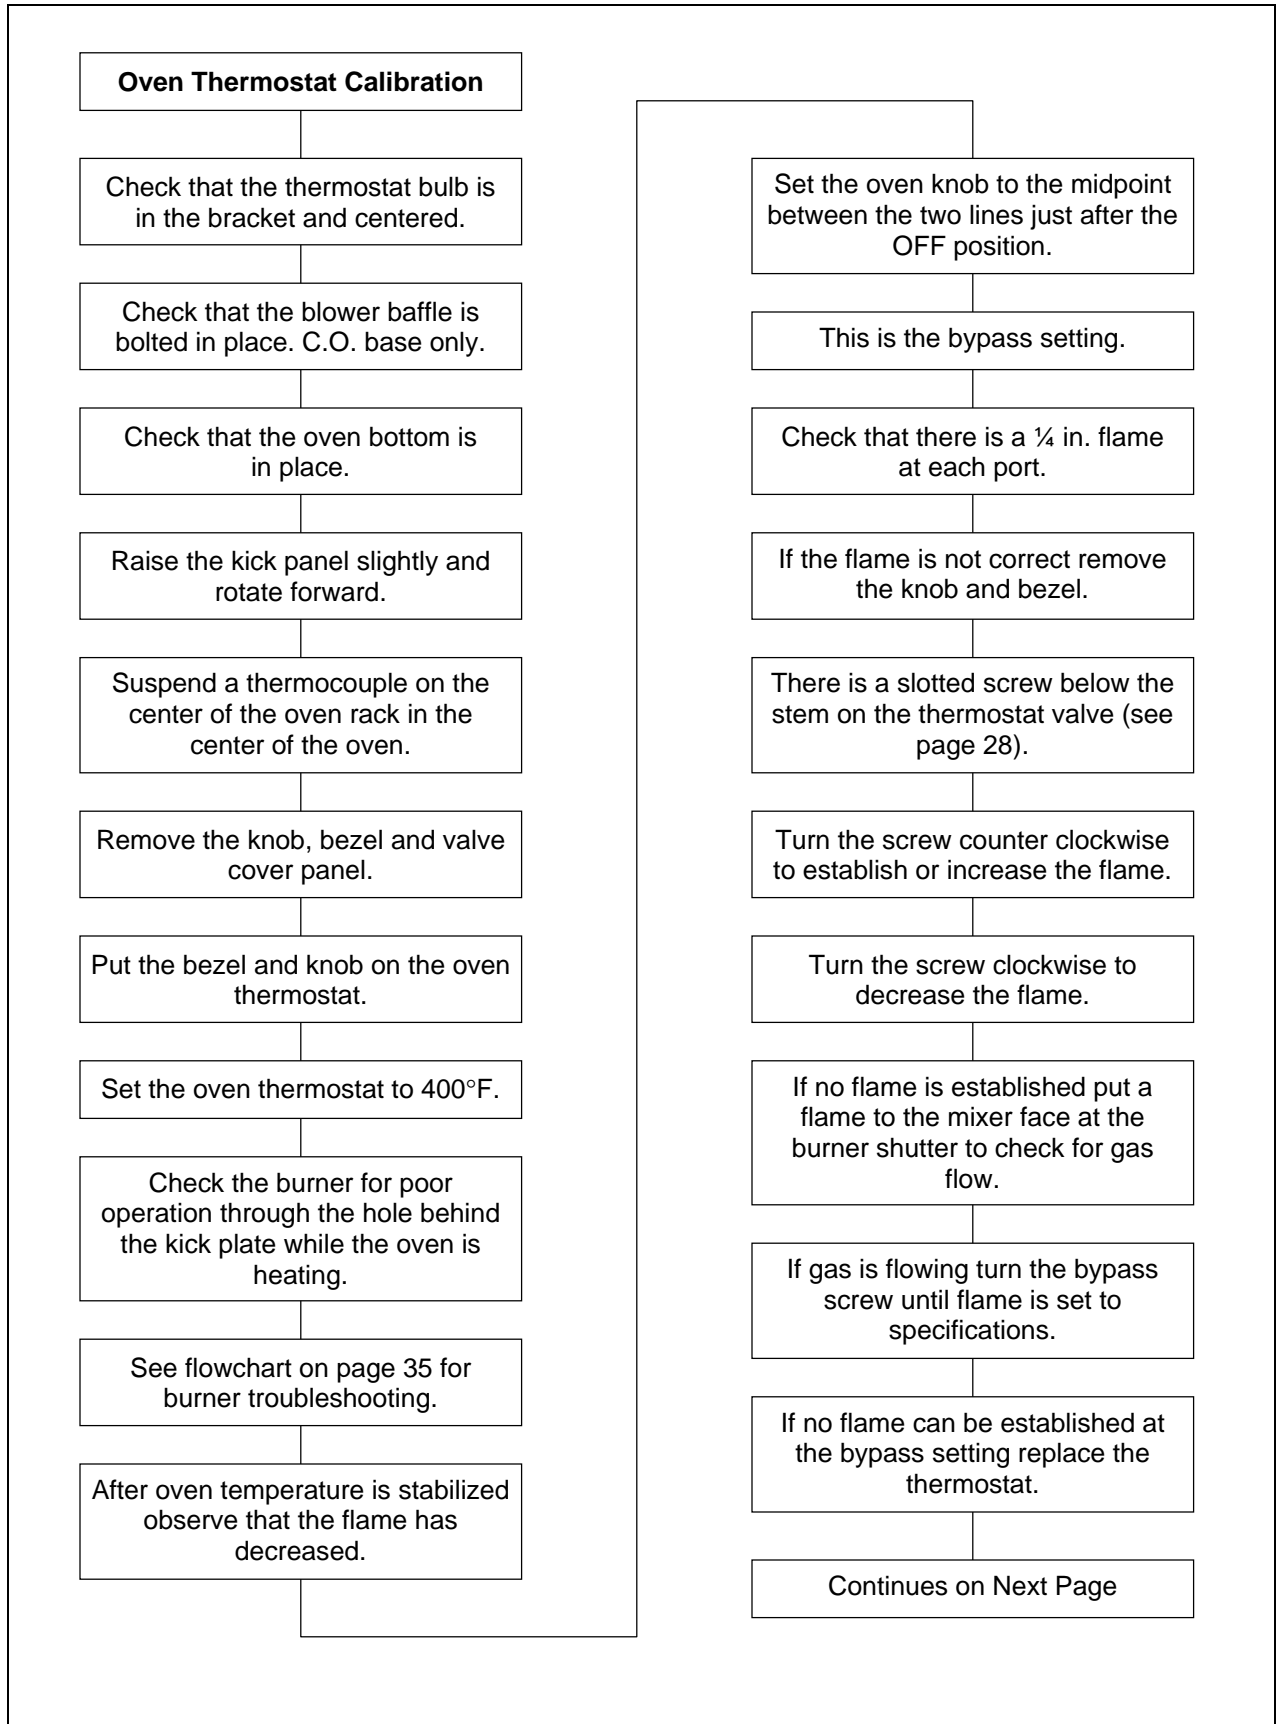 Oven Thermostat Calibration
Check that the thermostat bulb is
in the bracket and centered.
Check that the blower baffle is
bolted in place. C.O. base only.
Check that the oven bottom is
in place.
Raise the kick panel slightly and
rotate forward.
Suspend a thermocouple on the
center of the oven rack in the
center of the oven.
Remove the knob, bezel and valve
cover panel.
Put the bezel and knob on the oven
thermostat.
Set the oven thermostat to 400°F.
Check the burner for poor
operation through the hole behind
the kick plate while the oven is
heating.
See flowchart on page 35 for
burner troubleshooting.
After oven temperature is stabilized
observe that the flame has
decreased.
Set the oven knob to the midpoint
between the two lines just after the
OFF position.
This is the bypass setting.
Check that there is a ¼ in. flame
at each port.
If the flame is not correct remove
the knob and bezel.
There is a slotted screw below the
stem on the thermostat valve (see
page 28).
Turn the screw counter clockwise
to establish or increase the flame.
Turn the screw clockwise to
decrease the flame.
If no flame is established put a
flame to the mixer face at the
burner shutter to check for gas
flow.
If gas is flowing turn the bypass
screw until flame is set to
specifications.
If no flame can be established at
the bypass setting replace the
thermostat.
Continues on Next Page